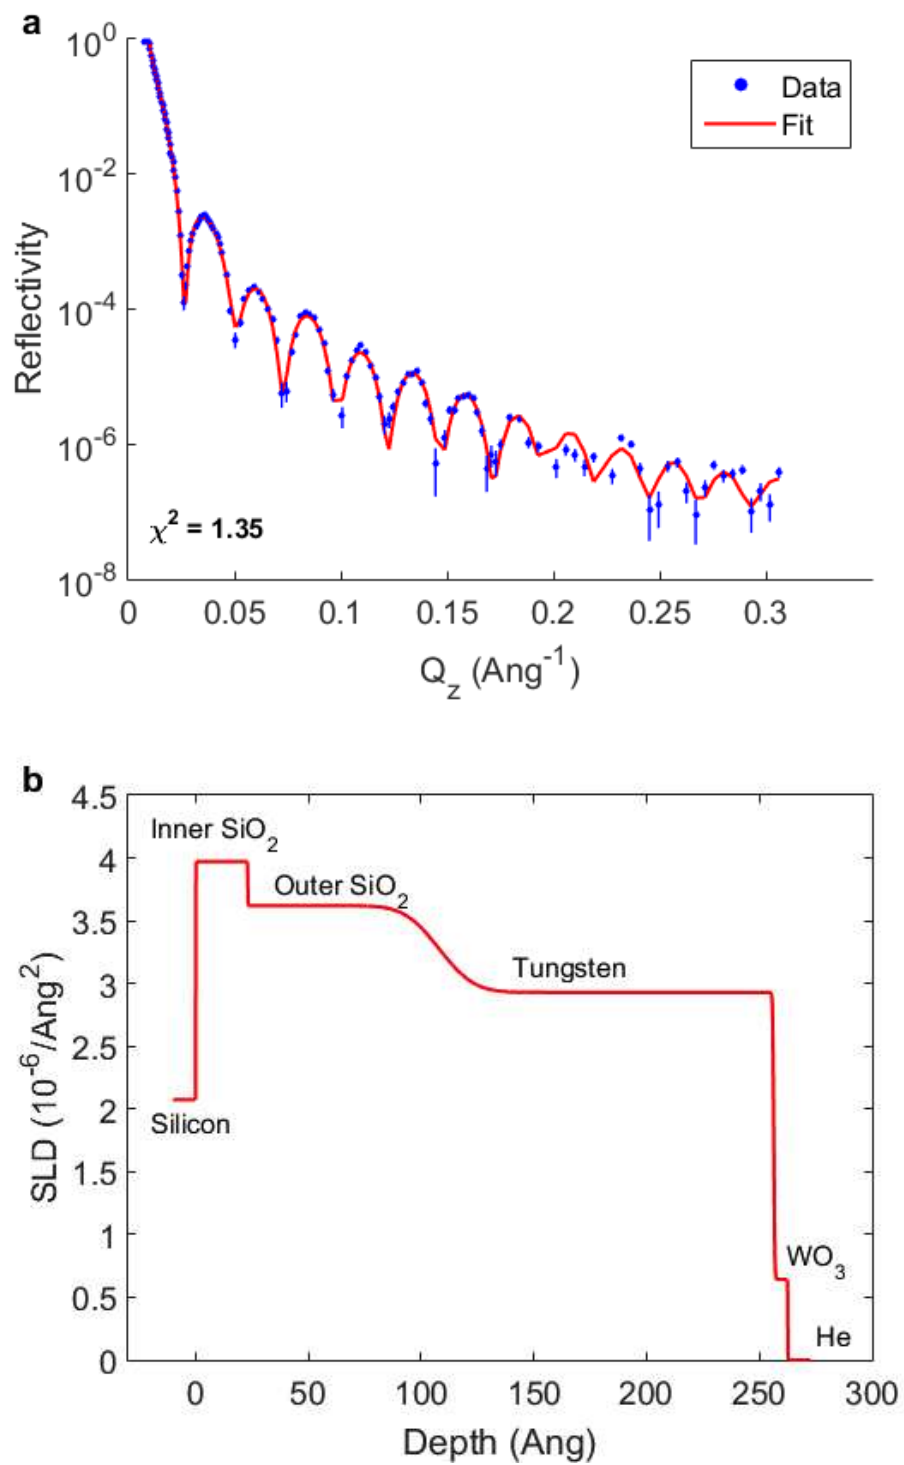 a
10^0
10^-2
10^-4
10^-6
10^-8
Reflectivity
Data
Fit
χ^2 = 1.35
0 0.05 0.1 0.15 0.2 0.25 0.3
Q_z (Ang^-1)
b
4.5
4
3.5
3
2.5
2
1.5
1
0.5
0
SLD (10^-6/Ang^2)
Inner SiO_2
Outer SiO_2
Tungsten
Silicon
WO_3
He
0 50 100 150 200 250 300
Depth (Ang)